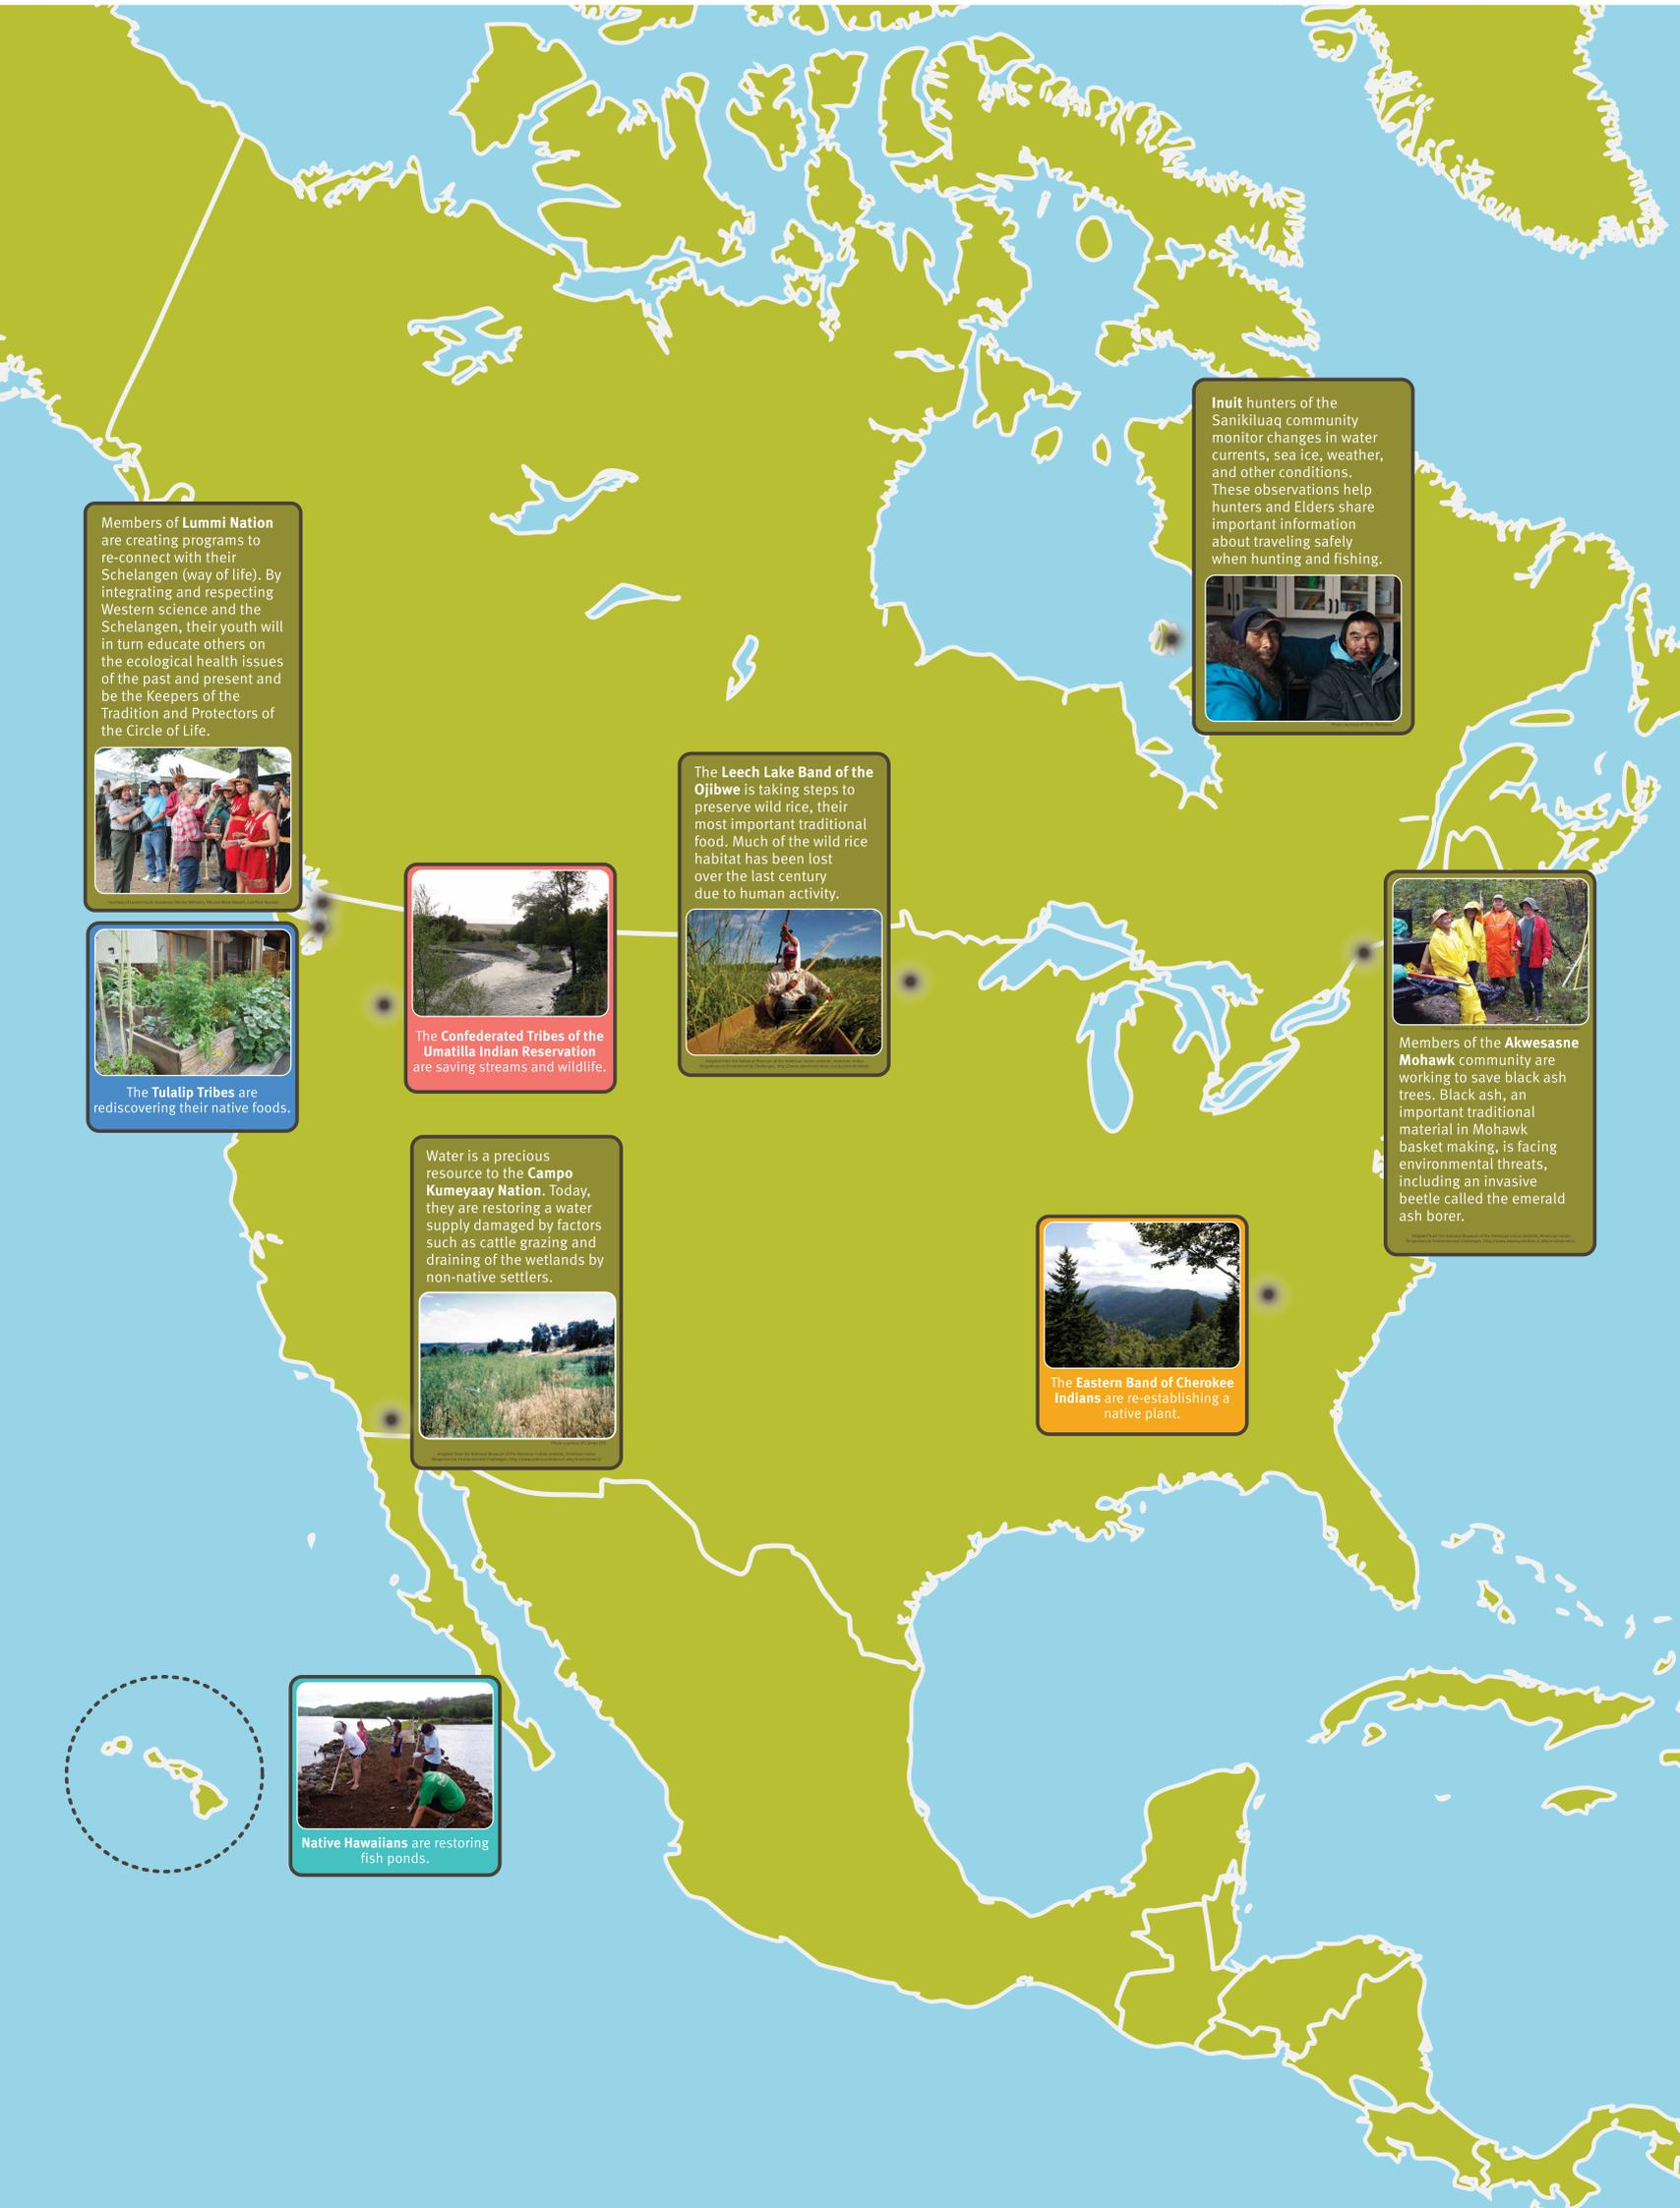 Inuit hunters of the
Sanikiluaq community
monitor changes in water
currents, sea ice, weather,
and other conditions.
These observations help
hunters and Elders share
important information
about traveling safely
when hunting and fishing.
Members of Lummi Nation
are creating programs to
re-connect with their
Schelangen (way of life). By
integrating and respecting
Western science and the
Schelangen, their youth will
in turn educate others on
the ecological health issues
of the past and present and
be the Keepers of the
Tradition and Protectors of
the Circle of Life.
The Leech Lake Band of the
Ojibwe is taking steps to
preserve wild rice, their
most important traditional
food. Much of the wild rice
habitat has been lost
over the last century
due to human activity.
The Confederated Tribes of the
Umatilla Indian Reservation
are saving streams and wildlife.
The Tulalip Tribes are
rediscovering their native foods.
Members of the Akwesasne
Mohawk community are
working to save black ash
trees. Black ash, an
important traditional
material in Mohawk
basket making, is facing
environmental threats,
including an invasive
beetle called the emerald
ash borer.
Water is a precious
resource to the Campo
Kumeyaay Nation. Today,
they are restoring a water
supply damaged by factors
such as cattle grazing and
draining of the wetlands by
non-native settlers.
The Eastern Band of Cherokee
Indians are re-establishing a
native plant.
Native Hawaiians are restoring
fish ponds.